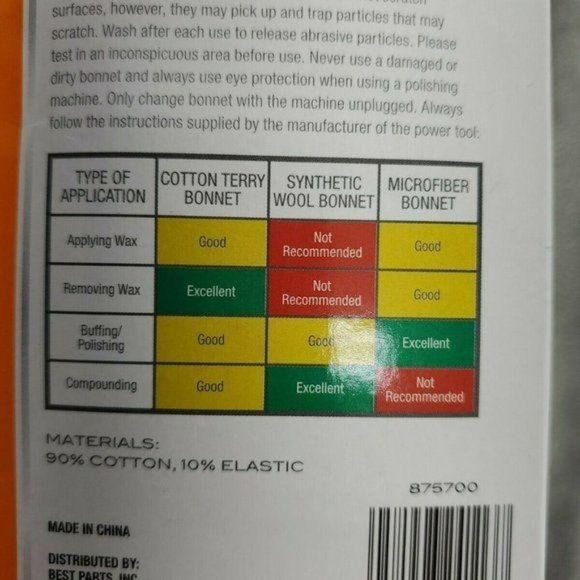 surfaces, however, they may pick up and trap particles that may
scratch. Wash after each use to release abrasive particles. Please
test in an inconspicuous area before use. Never use a damaged or
dirty bonnet and always use eye protection when using a polishing
machine. Only change bonnet with the machine unplugged. Always
follow the instructions supplied by the manufacturer of the power tool:
TYPE OF APPLICATION COTTON TERRY BONNET SYNTHETIC WOOL BONNET MICROFIBER BONNET
Applying Wax Good Not Recommended Good
Removing Wax Excellent Not Recommended Good
Buffing/ Polishing Good Good Excellent
Compounding Good Excellent Not Recommended
MATERIALS:
90% COTTON, 10% ELASTIC
875700
MADE IN CHINA
DISTRIBUTED BY:
BEST PARTS, INC